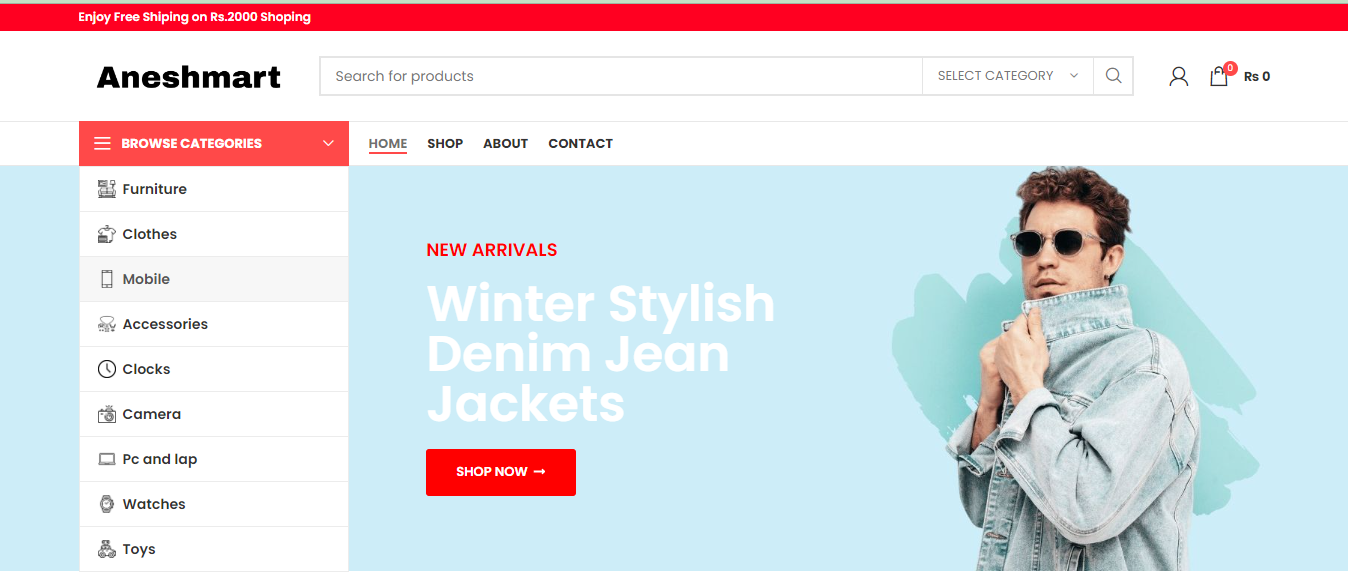 Enjoy Free Shiping on Rs.2000 Shoping
Aneshmart
Search for products
SELECT CATEGORY
0
Rs 0
BROWSE CATEGORIES
HOME
SHOP
ABOUT
CONTACT
Furniture
Clothes
Mobile
Accessories
Clocks
Camera
Pc and lap
Watches
Toys
NEW ARRIVALS
Winter Stylish
Denim Jean
Jackets
SHOP NOW →